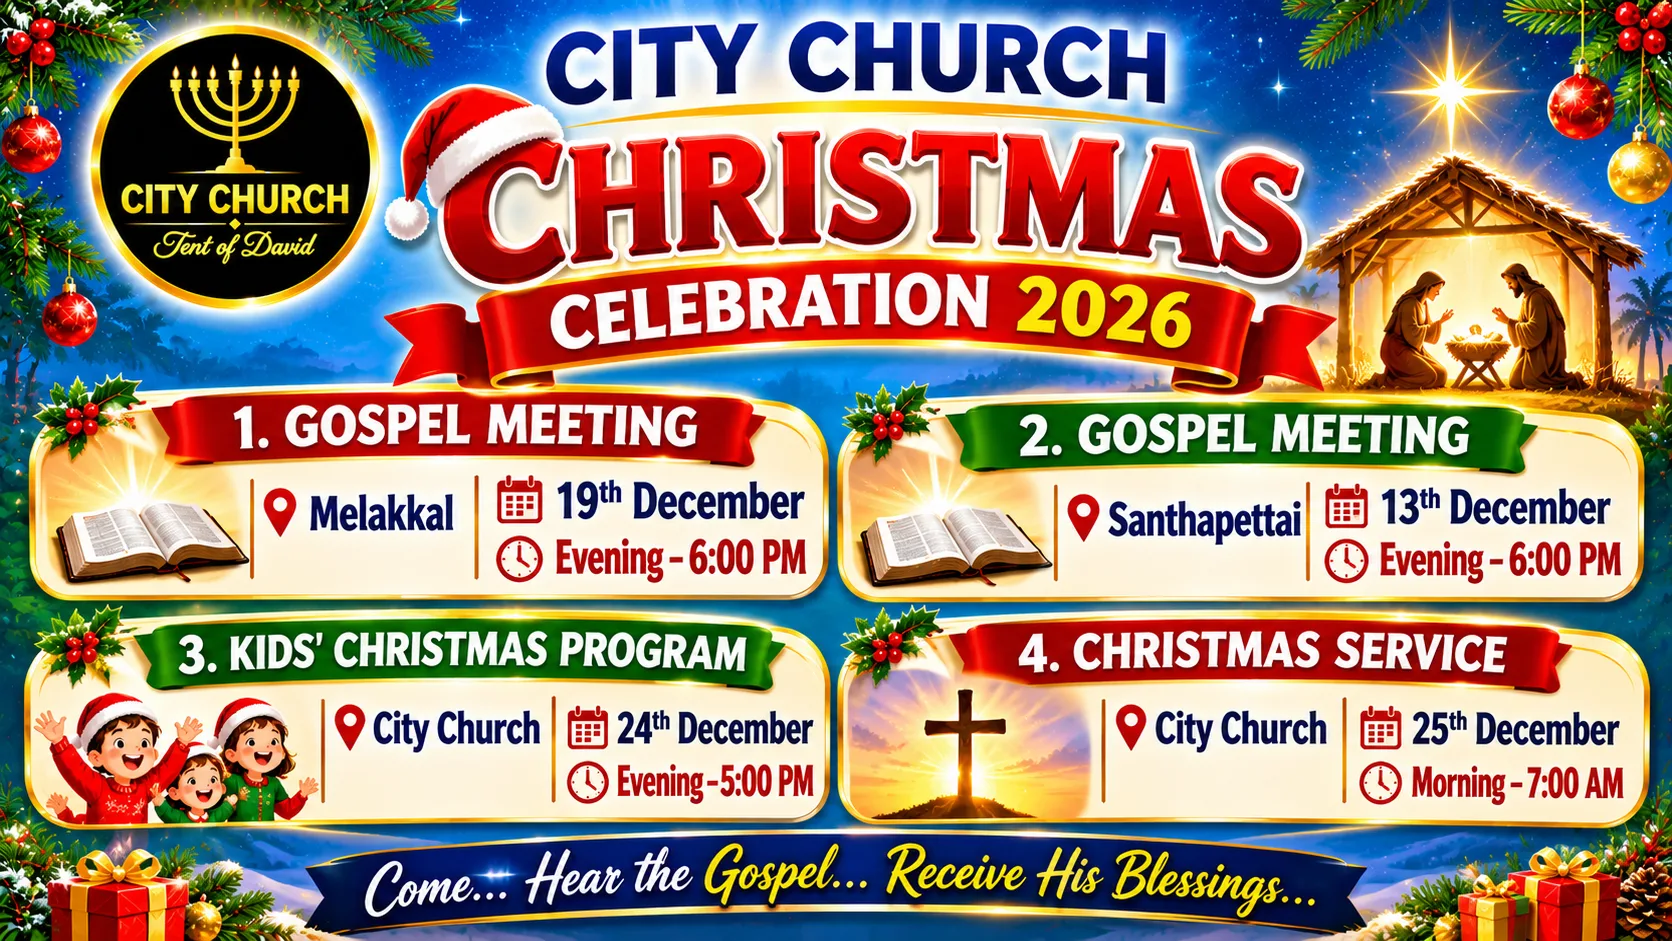 CITY CHURCH
Tent of David
CITY CHURCH
CHRISTMAS
CELEBRATION 2026
1. GOSPEL MEETING
Melakkal
19th December
Evening – 6:00 PM
2. GOSPEL MEETING
Santhapettai
13th December
Evening – 6:00 PM
3. KIDS' CHRISTMAS PROGRAM
City Church
24th December
Evening – 5:00 PM
4. CHRISTMAS SERVICE
City Church
25th December
Morning – 7:00 AM
Come... Hear the Gospel... Receive His Blessings...